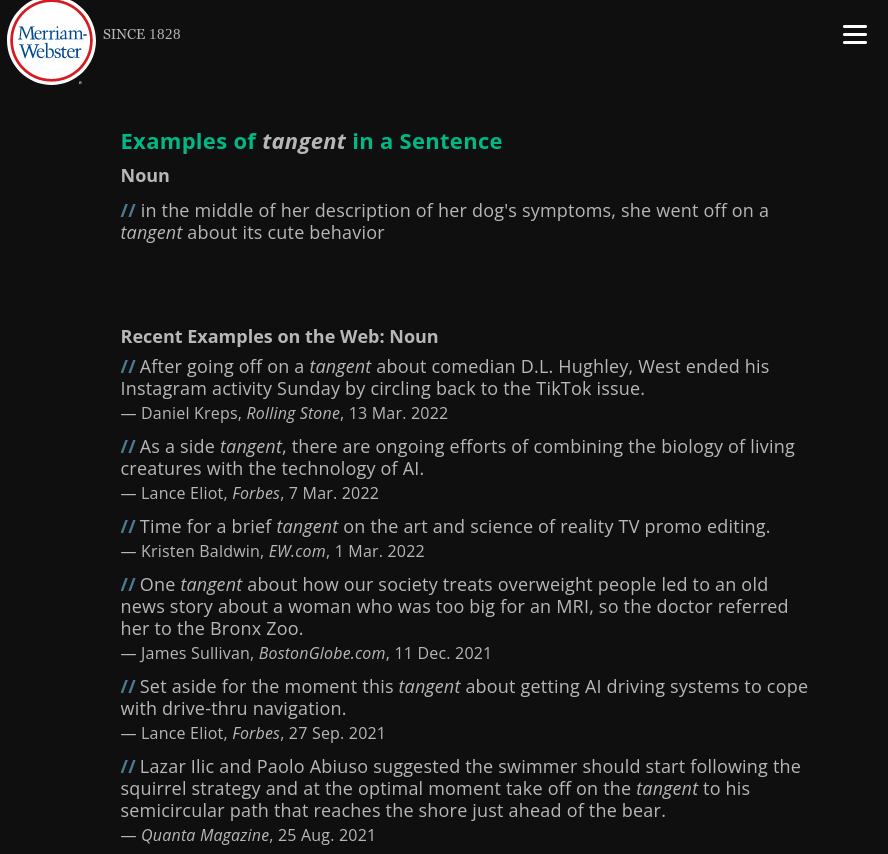 Merriam-
Webster
SINCE 1828
Examples of tangent in a Sentence
Noun
// in the middle of her description of her dog's symptoms, she went off on a
tangent about its cute behavior
Recent Examples on the Web: Noun
// After going off on a tangent about comedian D.L. Hughley, West ended his
Instagram activity Sunday by circling back to the TikTok issue.
— Daniel Kreps, Rolling Stone, 13 Mar. 2022
// As a side tangent, there are ongoing efforts of combining the biology of living
creatures with the technology of AI.
— Lance Eliot, Forbes, 7 Mar. 2022
// Time for a brief tangent on the art and science of reality TV promo editing.
— Kristen Baldwin, EW.com, 1 Mar. 2022
// One tangent about how our society treats overweight people led to an old
news story about a woman who was too big for an MRI, so the doctor referred
her to the Bronx Zoo.
— James Sullivan, BostonGlobe.com, 11 Dec. 2021
// Set aside for the moment this tangent about getting AI driving systems to cope
with drive-thru navigation.
— Lance Eliot, Forbes, 27 Sep. 2021
// Lazar Ilic and Paolo Abiuso suggested the swimmer should start following the
squirrel strategy and at the optimal moment take off on the tangent to his
semicircular path that reaches the shore just ahead of the bear.
— Quanta Magazine, 25 Aug. 2021